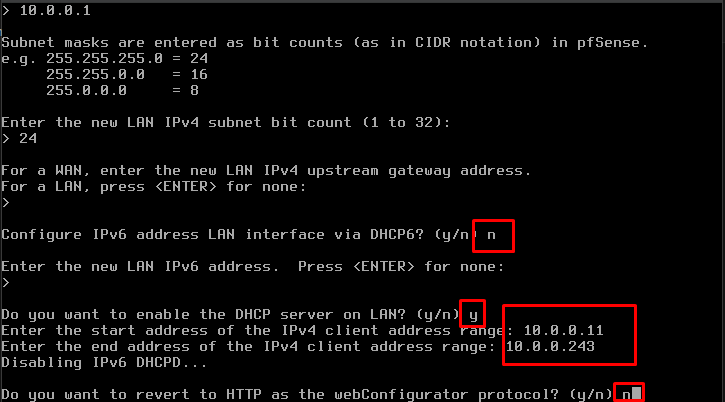 > 10.0.0.1
Subnet masks are entered as bit counts (as in CIDR notation) in pfSense.
e.g. 255.255.255.0 = 24
255.255.0.0 = 16
255.0.0.0 = 8
Enter the new LAN IPv4 subnet bit count (1 to 32):
> 24
For a WAN, enter the new LAN IPv4 upstream gateway address.
For a LAN, press <ENTER> for none:
>
Configure IPv6 address LAN interface via DHCP6? (y/n) n
Enter the new LAN IPv6 address.  Press <ENTER> for none:
>
Do you want to enable the DHCP server on LAN? (y/n) y
Enter the start address of the IPv4 client address range: 10.0.0.11
Enter the end address of the IPv4 client address range: 10.0.0.243
Disabling IPv6 DHCPD...
Do you want to revert to HTTP as the webConfigurator protocol? (y/n) n